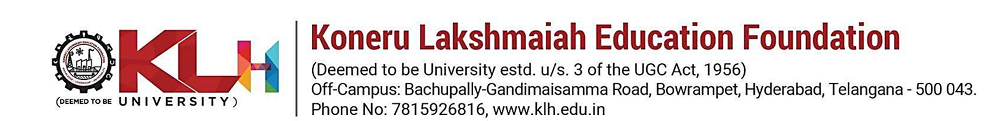 KLH
(DEEMED TO BE UNIVERSITY)
Koneru Lakshmaiah Education Foundation
(Deemed to be University estd. u/s. 3 of the UGC Act, 1956)
Off-Campus: Bachupally-Gandimaisamma Road, Bowrampet, Hyderabad, Telangana - 500 043.
Phone No: 7815926816, www.klh.edu.in